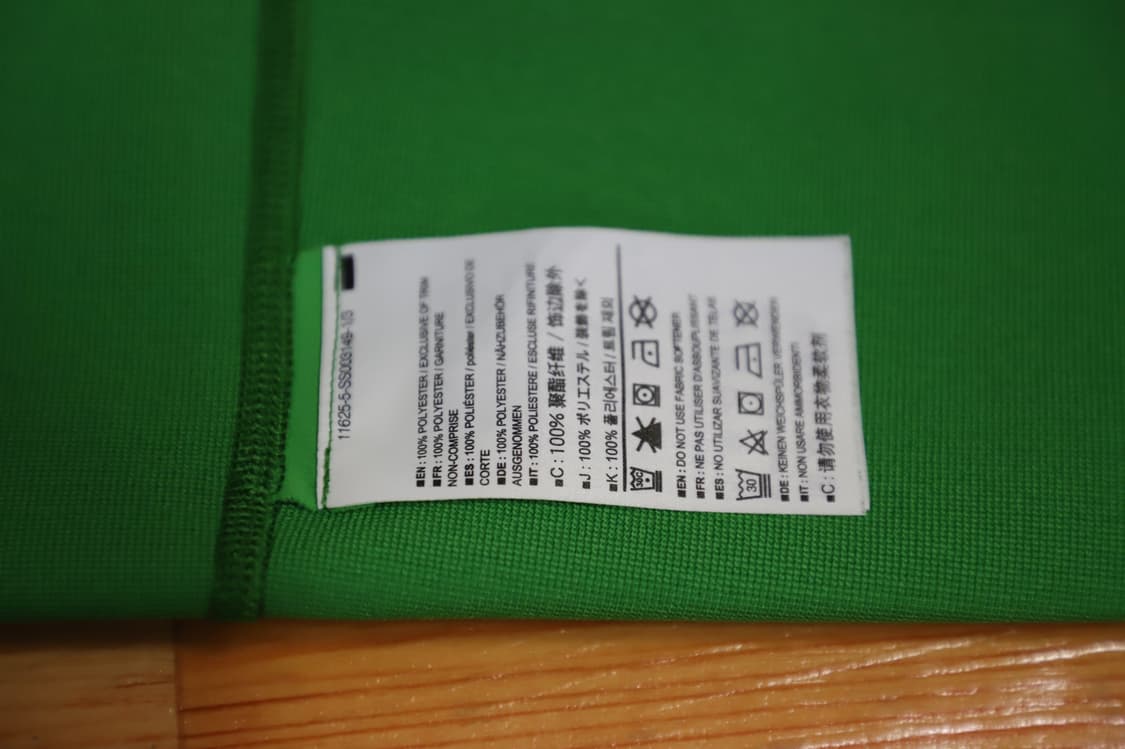 11625-5-SS003149-1/3
■EN : 100% POLYESTER / EXCLUSIVE OF TRIM
■FR : 100% POLYESTER / GARNITURE
NON-COMPRISE
■ES : 100% POLIÉSTER / poliéster / EXCLUSIVO DE
CORTE
■DE : 100% POLYESTER / NÄHZUBEHÖR
AUSGENOMMEN
■IT : 100% POLIESTERE / ESCLUSE RIFINITURE
■C : 100% 聚酯纤维 / 饰边除外
■J : 100% ポリエステル / 装飾を除く
■K : 100% 폴리에스터 / 트림 제외
30C
■EN : DO NOT USE FABRIC SOFTENER
■FR : NE PAS UTILISER D'ASSOUPLISSANT
■ES : NO UTILIZAR SUAVIZANTE DE TELAS
30
■DE : KEINEN WEICHSPÜLER VERWENDEN
■IT : NON USARE AMMORBIDENTI
■C : 请勿使用衣物柔软剂